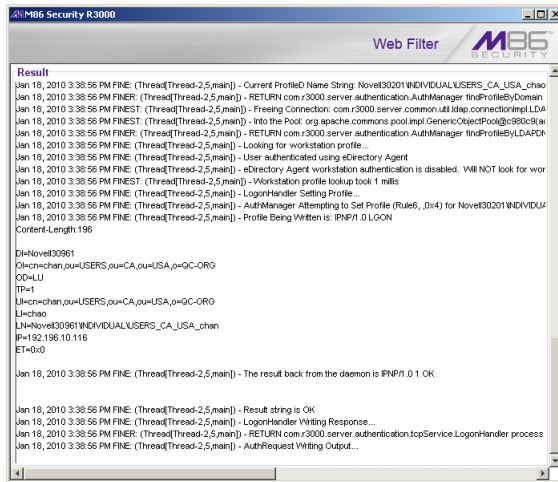 M86 Security R3000
Web Filter
M86
SECURITY
Result
Jan 18, 2010 3:38:56 PM FINE: (Thread[Thread-2,5,main]) - Current ProfileD Name String: Novell30201\INDIVIDUAL\USERS_CA_USA_chao
Jan 18, 2010 3:38:56 PM FINER: (Thread[Thread-2,5,main]) - RETURN com.r3000.server.authentication.AuthManager findProfileByDomain
Jan 18, 2010 3:38:56 PM FINEST: (Thread[Thread-2,5,main]) - Freeing Connection: com.r3000.server.common.util.ldap.connectionImpl.LDA
Jan 18, 2010 3:38:56 PM FINEST: (Thread[Thread-2,5,main]) - Into the Pool: org.apache.commons.pool.impl.GenericObjectPool@c980c9(ac
Jan 18, 2010 3:38:56 PM FINER: (Thread[Thread-2,5,main]) - RETURN com.r3000.server.authentication.AuthManager findProfileByLDAPDN
Jan 18, 2010 3:38:56 PM FINE: (Thread[Thread-2,5,main]) - Looking for workstation profile...
Jan 18, 2010 3:38:56 PM FINE: (Thread[Thread-2,5,main]) - User authenticated using eDirectory Agent
Jan 18, 2010 3:38:56 PM FINE: (Thread[Thread-2,5,main]) - eDirectory Agent workstation authentication is disabled. Will NOT look for wor
Jan 18, 2010 3:38:56 PM FINEST: (Thread[Thread-2,5,main]) - Workstation profile lookup took 1 millis
Jan 18, 2010 3:38:56 PM FINE: (Thread[Thread-2,5,main]) - LogonHandler Setting Profile...
Jan 18, 2010 3:38:56 PM FINE: (Thread[Thread-2,5,main]) - AuthManager Attempting to Set Profile (Rule6, ,0x4) for Novell30201\INDIVIDUA
Jan 18, 2010 3:38:56 PM FINE: (Thread[Thread-2,5,main]) - Profile Being Written is: IPNP/1.0 LGON
Content-Length:196
DI=Novell30961
OI=cn=chan,ou=USERS,ou=CA,ou=USA,o=QC-ORG
OD=LU
TP=1
UI=cn=chan,ou=USERS,ou=CA,ou=USA,o=QC-ORG
LI=chao
LN=Novell30961\INDIVIDUAL\USERS_CA_USA_chan
IP=192.196.10.116
ET=0x0
Jan 18, 2010 3:38:56 PM FINE: (Thread[Thread-2,5,main]) - The result back from the daemon is IPNP/1.0 1 OK
Jan 18, 2010 3:38:56 PM FINE: (Thread[Thread-2,5,main]) - Result string is OK
Jan 18, 2010 3:38:56 PM FINE: (Thread[Thread-2,5,main]) - LogonHandler Writing Response...
Jan 18, 2010 3:38:56 PM FINER: (Thread[Thread-2,5,main]) - RETURN com.r3000.server.authentication.tcpService.LogonHandler process
Jan 18, 2010 3:38:56 PM FINE: (Thread[Thread-2,5,main]) - AuthRequest Writing Output...